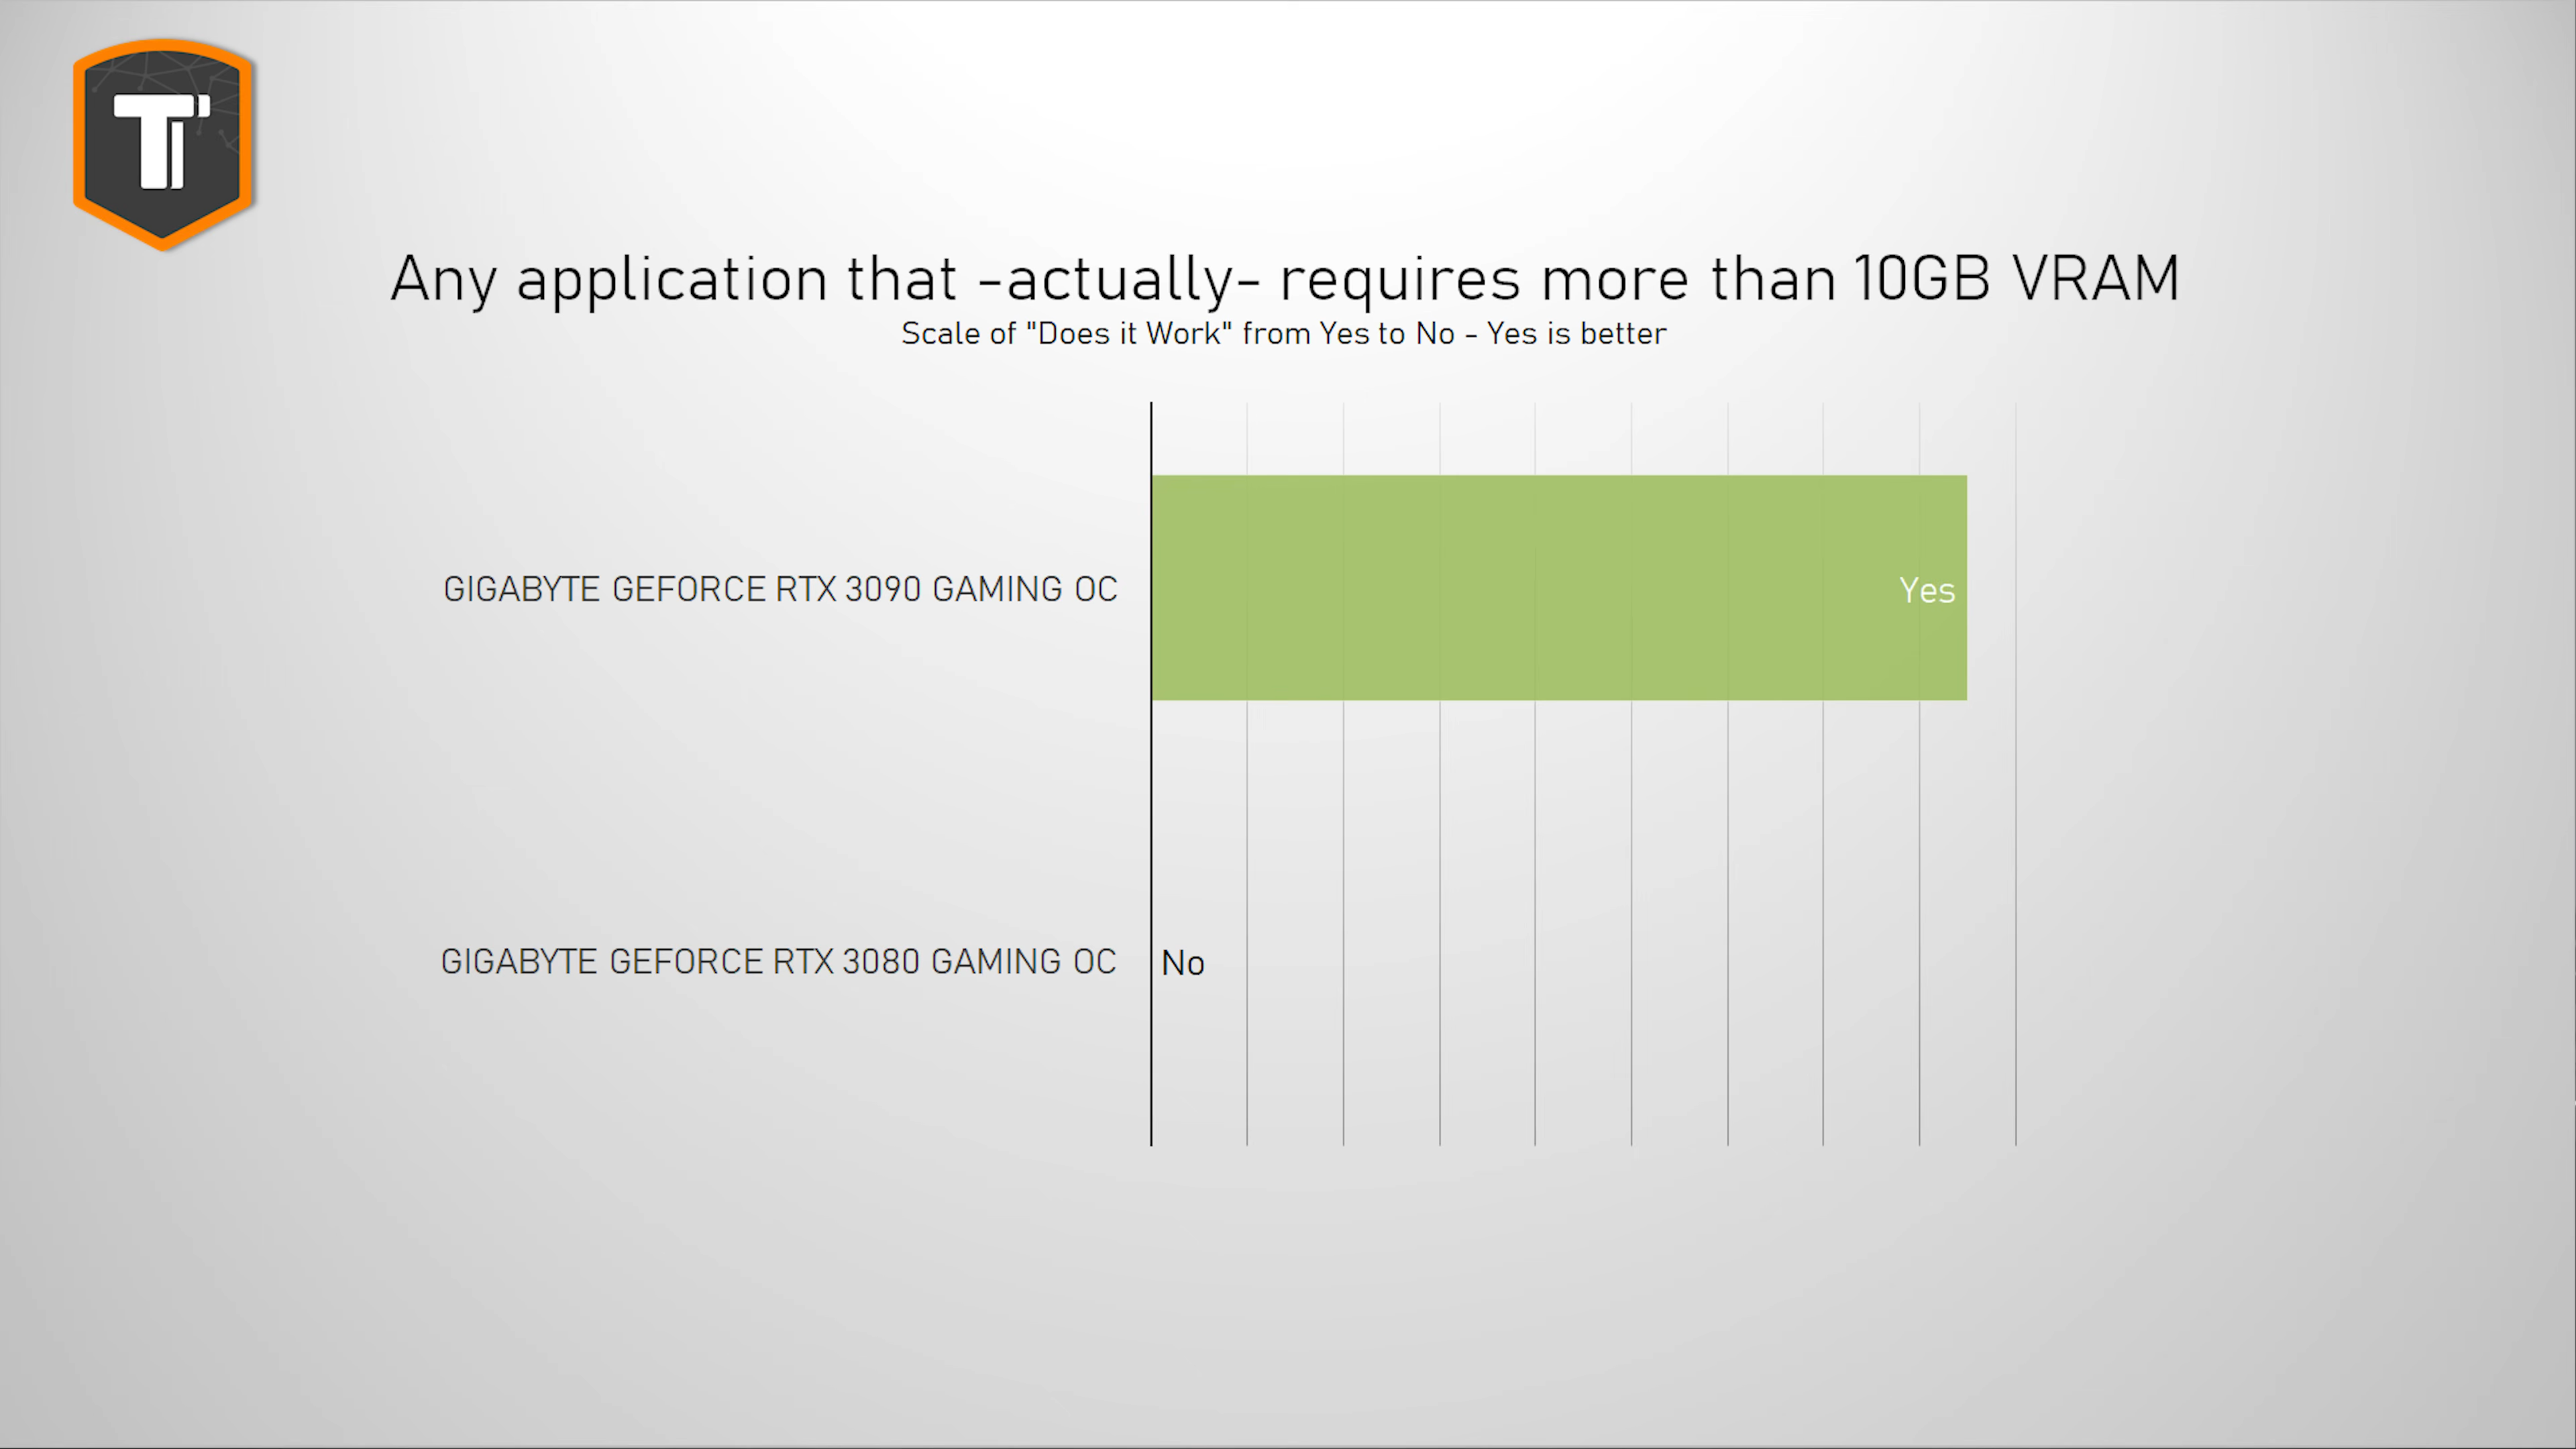 Any application that -actually- requires more than 10GB VRAM
Scale of "Does it Work" from Yes to No - Yes is better
GIGABYTE GEFORCE RTX 3090 GAMING OC
Yes
GIGABYTE GEFORCE RTX 3080 GAMING OC
No